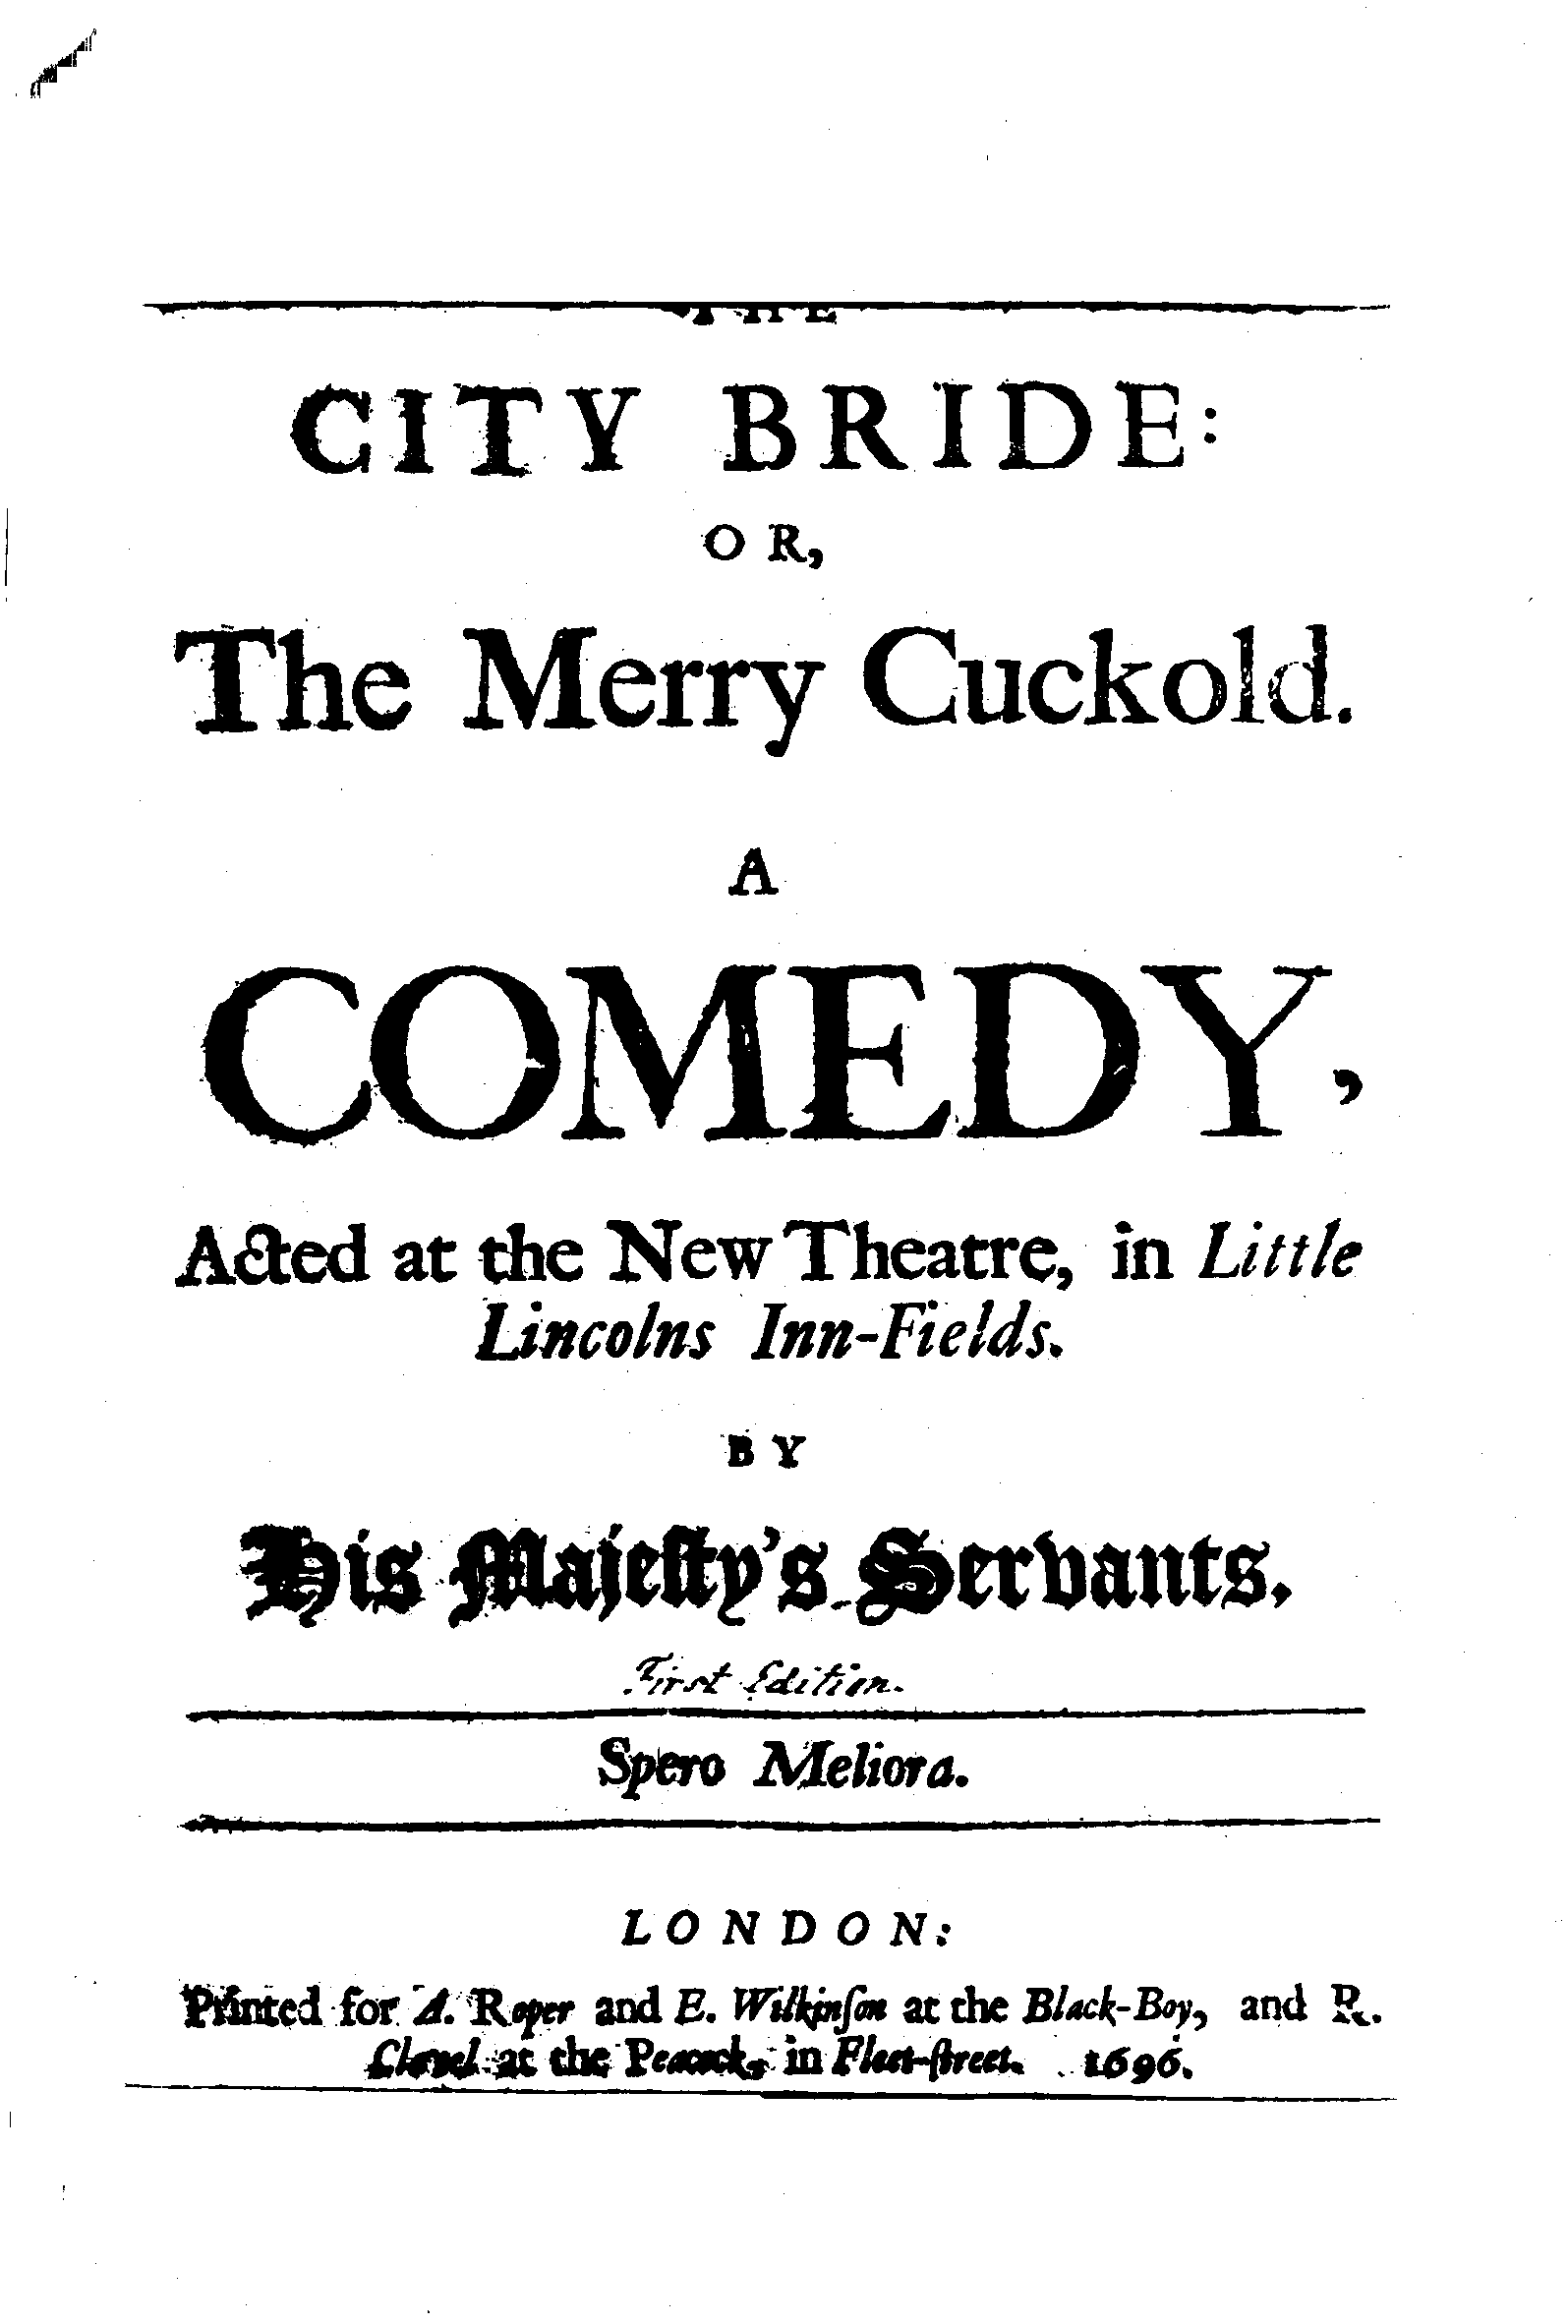 THE
CITY BRIDE:
OR,
The Merry Cuckold.
A
COMEDY,
Acted at the New Theatre, in Little
Lincolns Inn-Fields.
BY
His Majeſty's Servants.
First Edition.
Spero Meliora.
LONDON:
Printed for A. Roper and E. Wilkinſon at the Black-Boy, and R.
Clavel at the Peacock, in Fleet-ſtreet. 1696.